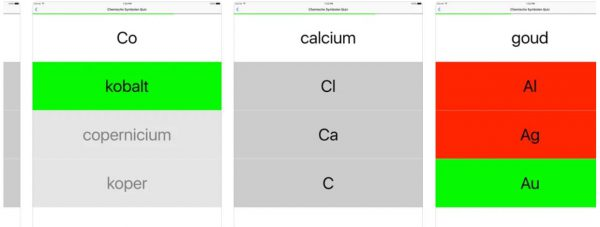 Chemische Symbolen Quiz
Co
kobalt
copernicium
koper
Chemische Symbolen Quiz
calcium
Cl
Ca
C
Chemische Symbolen Quiz
goud
Al
Ag
Au